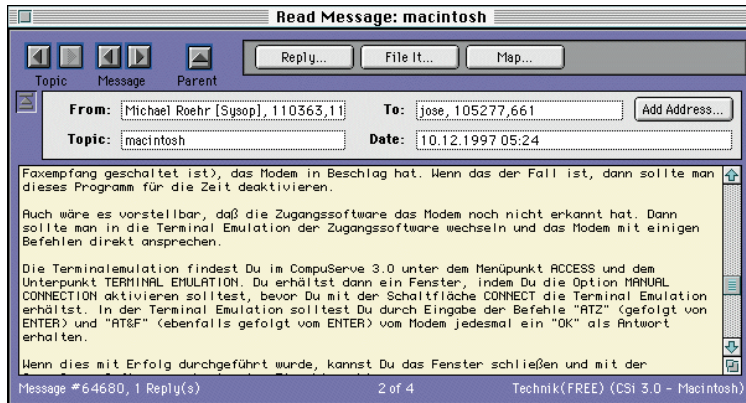 Read Message: macintosh
Topic Message Parent Reply... File It... Map...
From: Michael Roehr [Sysop], 110363,11 To: jose, 105277,661 Add Address...
Topic: macintosh Date: 10.12.1997 05:24
Faxempfang geschaltet ist), das Modem in Beschlag hat. Wenn das der Fall ist, dann sollte man
dieses Programm für die Zeit deaktivieren.
Auch wäre es vorstellbar, daß die Zugangssoftware das Modem noch nicht erkannt hat. Dann
sollte man in die Terminal Emulation der Zugangssoftware wechseln und das Modem mit einigen
Befehlen direkt ansprechen.
Die Terminalemulation findest Du im CompuServe 3.0 unter dem Menüpunkt ACCESS und dem
Unterpunkt TERMINAL EMULATION. Du erhältst dann ein Fenster, indem Du die Option MANUAL
CONNECTION aktivieren solltest, bevor Du mit der Schaltfläche CONNECT die Terminal Emulation
erhältst. In der Terminal Emulation solltest Du durch Eingabe der Befehle "ATZ" (gefolgt von
ENTER) und "AT&F" (ebenfalls gefolgt vom ENTER) vom Modem jedesmal ein "OK" als Antwort
erhalten.
Wenn dies mit Erfolg durchgeführt wurde, kannst Du das Fenster schließen und mit der
Message #64680, 1 Reply(s) 2 of 4 Technik(FREE) (CSi 3.0 - Macintosh)